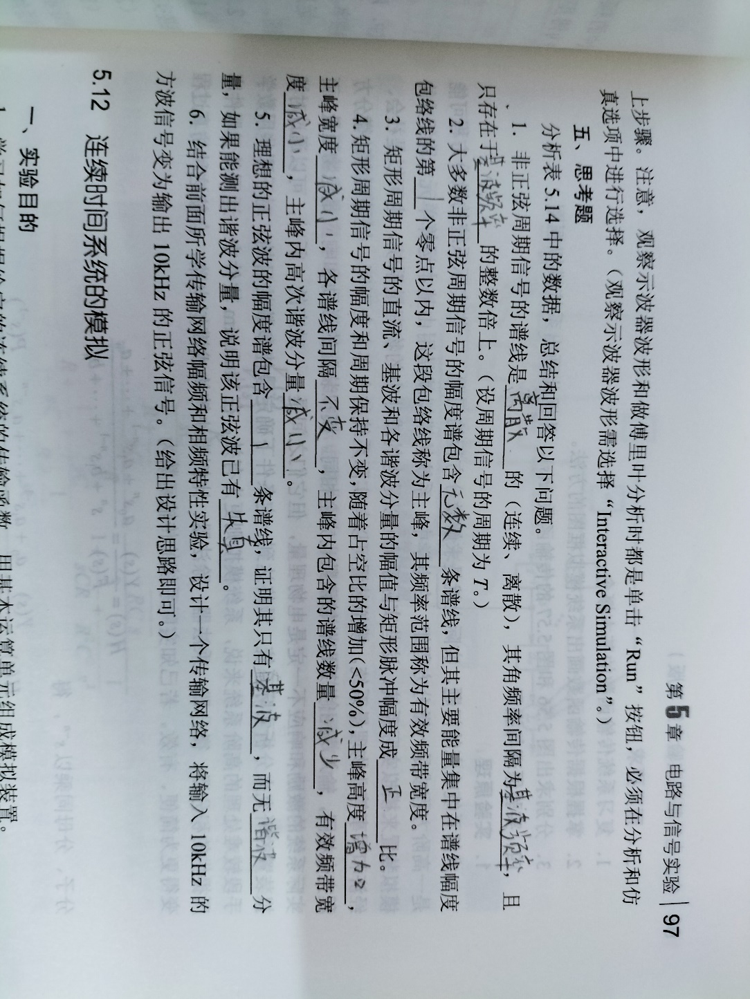 第5章 电路与信号实验 97
上步骤。注意，观察示波器波形和做傅里叶分析时都是单击“Run”按钮，必须在分析和仿
真选项中进行选择。（观察示波器波形需选择“Interactive Simulation”。）
五、思考题
分析表5.14中的数据，总结和回答以下问题。
1. 非正弦周期信号的谱线是 离散 的（连续、离散），其角频率间隔为基波频率，且
只存在于基波频率的整数倍上。（设周期信号的周期为T。）
2. 大多数非正弦周期信号的幅度谱包含 无数 条谱线，但其主要能量集中在谱线幅度
包络线的第 1 个零点以内，这段包络线称为主峰，其频率范围称为有效频带宽度。
3. 矩形周期信号的直流、基波和各谐波分量的幅值与矩形脉冲幅度成 正 比。
4. 矩形周期信号的幅度和周期保持不变，随着占空比的增加(<50%)，主峰高度 增加，
主峰宽度 减小，各谱线间隔 不变，主峰内包含的谱线数量 减少，有效频带宽
度 减小，主峰内高次谐波分量 减小。
5. 理想的正弦波的幅度谱包含 1 条谱线，证明其只有 基波，而无 谐波 分
量，如果能测出谐波分量，说明该正弦波已有 失真。
6. 结合前面所学传输网络幅频和相频特性实验，设计一个传输网络，将输入10kHz的
方波信号变为输出10kHz的正弦信号。（给出设计思路即可。）
5.12 连续时间系统的模拟
一、实验目的